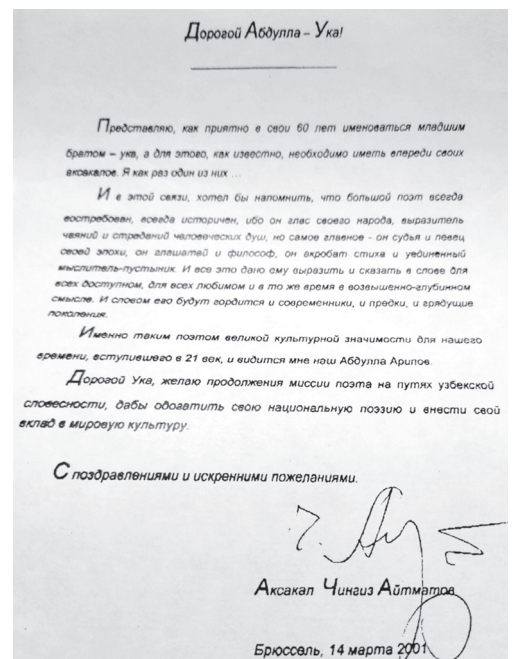 Дорогой Абдулла – Ука!
Представляю, как приятно в свои 60 лет именоваться младшим
братом – ука, а для этого, как известно, необходимо иметь впереди своих
аксакалов. Я как раз один из них ...
И в этой связи, хотел бы напомнить, что большой поэт всегда
востребован, всегда историчен, ибо он глас своего народа, выразитель
чаяний и страданий человеческих душ, но самое главное - он судья и певец
своей эпохи, он глашатай и философ, он акробат стиха и уединенный
мыслитель-пустынник. И все это дано ему выразить и сказать в слове для
всех доступном, для всех любимом и в то же время в возвышенно-глубинном
смысле. И словом его будут гордится и современники, и предки, и грядущие
поколения.
Именно таким поэтом великой культурной значимости для нашего
времени, вступившего в 21 век, и видится мне наш Абдулла Арипов.
Дорогой Ука, желаю продолжения миссии поэта на путях узбекской
словесности, дабы одогатить свою национальную поэзию и внести свой
вклад в мировую культуру.
С поздравлениями и искренними пожеланиями.
Аксакал Чингиз Айтматов
Брюссель, 14 марта 2001